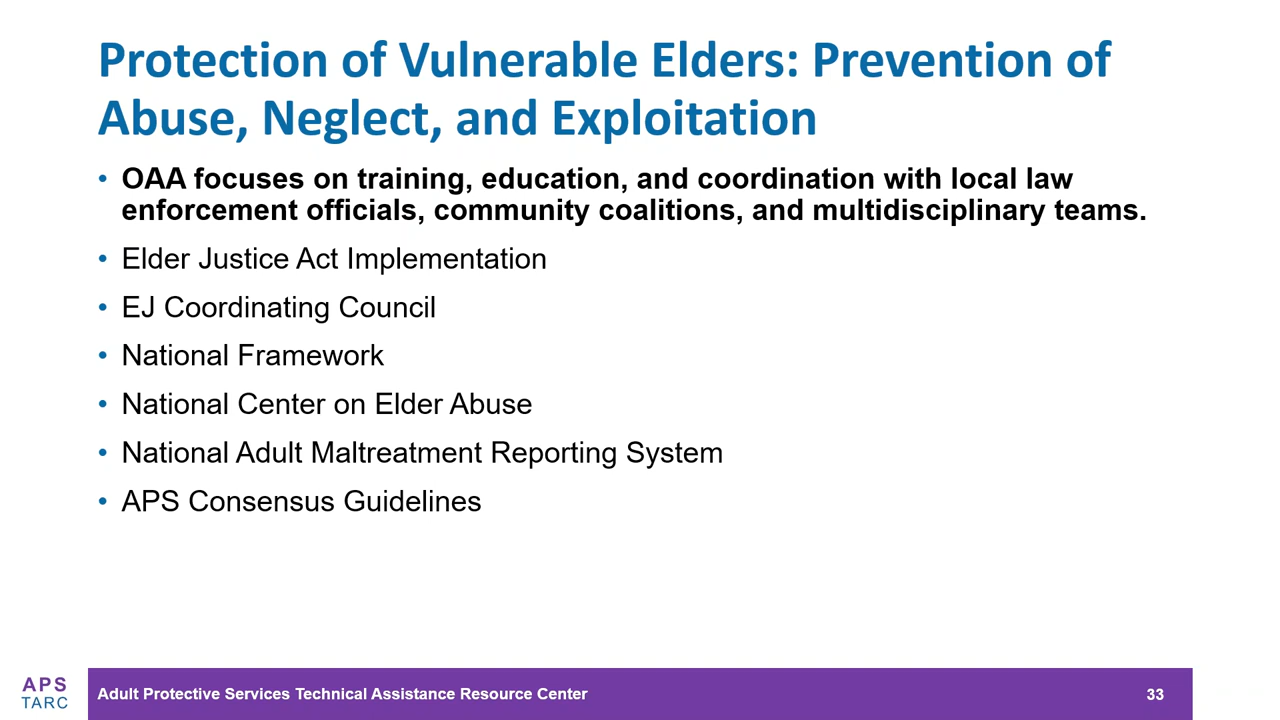 Protection of Vulnerable Elders: Prevention of
Abuse, Neglect, and Exploitation
• OAA focuses on training, education, and coordination with local law
enforcement officials, community coalitions, and multidisciplinary teams.
• Elder Justice Act Implementation
• EJ Coordinating Council
• National Framework
• National Center on Elder Abuse
• National Adult Maltreatment Reporting System
• APS Consensus Guidelines
APS
TARC
Adult Protective Services Technical Assistance Resource Center
33